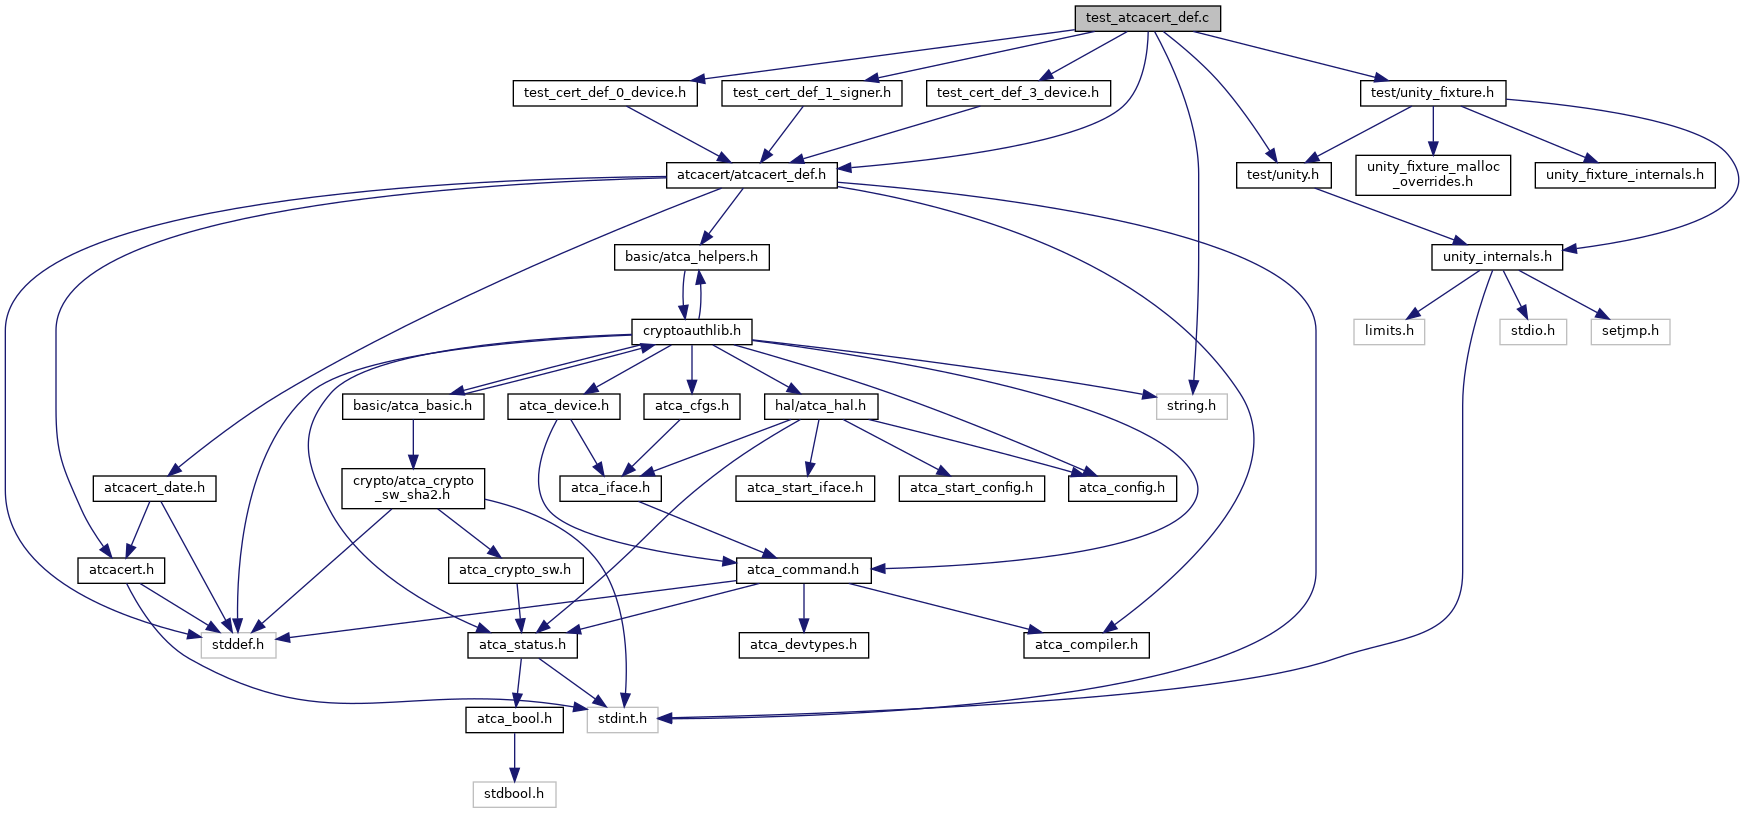 test_atcacert_def.c
test_cert_def_0_device.h
test_cert_def_1_signer.h
test_cert_def_3_device.h
test/unity_fixture.h
atcacert/atcacert_def.h
test/unity.h
unity_fixture_malloc
_overrides.h
unity_fixture_internals.h
basic/atca_helpers.h
unity_internals.h
cryptoauthlib.h
limits.h
stdio.h
setjmp.h
basic/atca_basic.h
atca_device.h
atca_cfgs.h
hal/atca_hal.h
string.h
atcacert_date.h
crypto/atca_crypto
_sw_sha2.h
atca_iface.h
atca_start_iface.h
atca_start_config.h
atca_config.h
atcacert.h
atca_crypto_sw.h
atca_command.h
stddef.h
atca_status.h
atca_devtypes.h
atca_compiler.h
atca_bool.h
stdint.h
stdbool.h